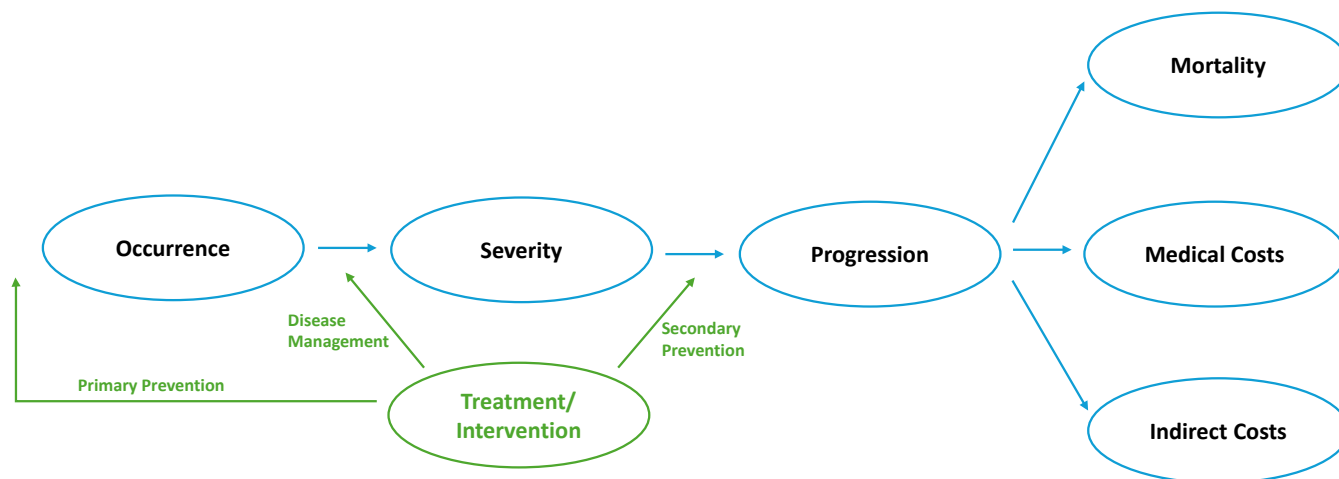 Mortality
Occurrence
Severity
Progression
Medical Costs
Disease
Management
Secondary
Prevention
Primary Prevention
Treatment/
Intervention
Indirect Costs